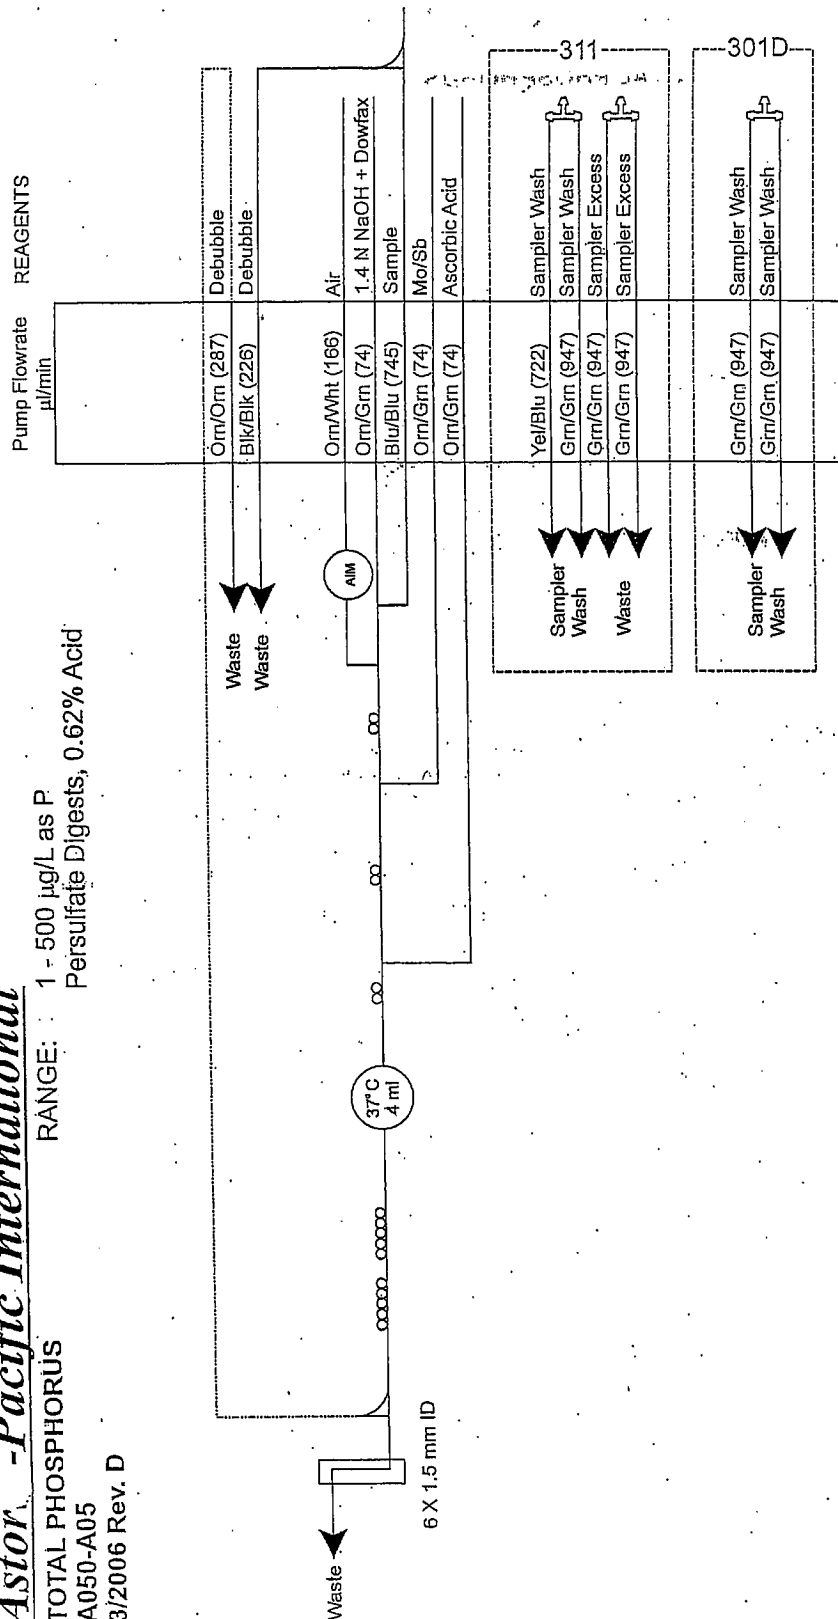 Astor -Pacific International
TOTAL PHOSPHORUS
A050-A05
3/2006 Rev. D
RANGE: : 1 - 500 µg/L as P
Persulfate Digests, 0.62% Acid
Pump Flowrate
µl/min
REAGENTS
Waste
Orn/Orn (287) Debubble
Waste
Blk/Blk (226) Debubble
AIM
Orn/Wht (166) Air
Orn/Grn (74) 1.4 N NaOH + Dowfax
Blu/Blu (745) Sample
Orn/Grn (74) Mo/Sb
Orn/Grn (74) Ascorbic Acid
37°C
4 ml
Waste
6 X 1.5 mm ID
311
Sampler
Wash
Waste
Yel/Blu (722) Sampler Wash
Grn/Grn (947) Sampler Wash
Grn/Grn (947) Sampler Excess
Grn/Grn (947) Sampler Excess
301D
Sampler
Wash
Grn/Grn (947) Sampler Wash
Grn/Grn (947) Sampler Wash